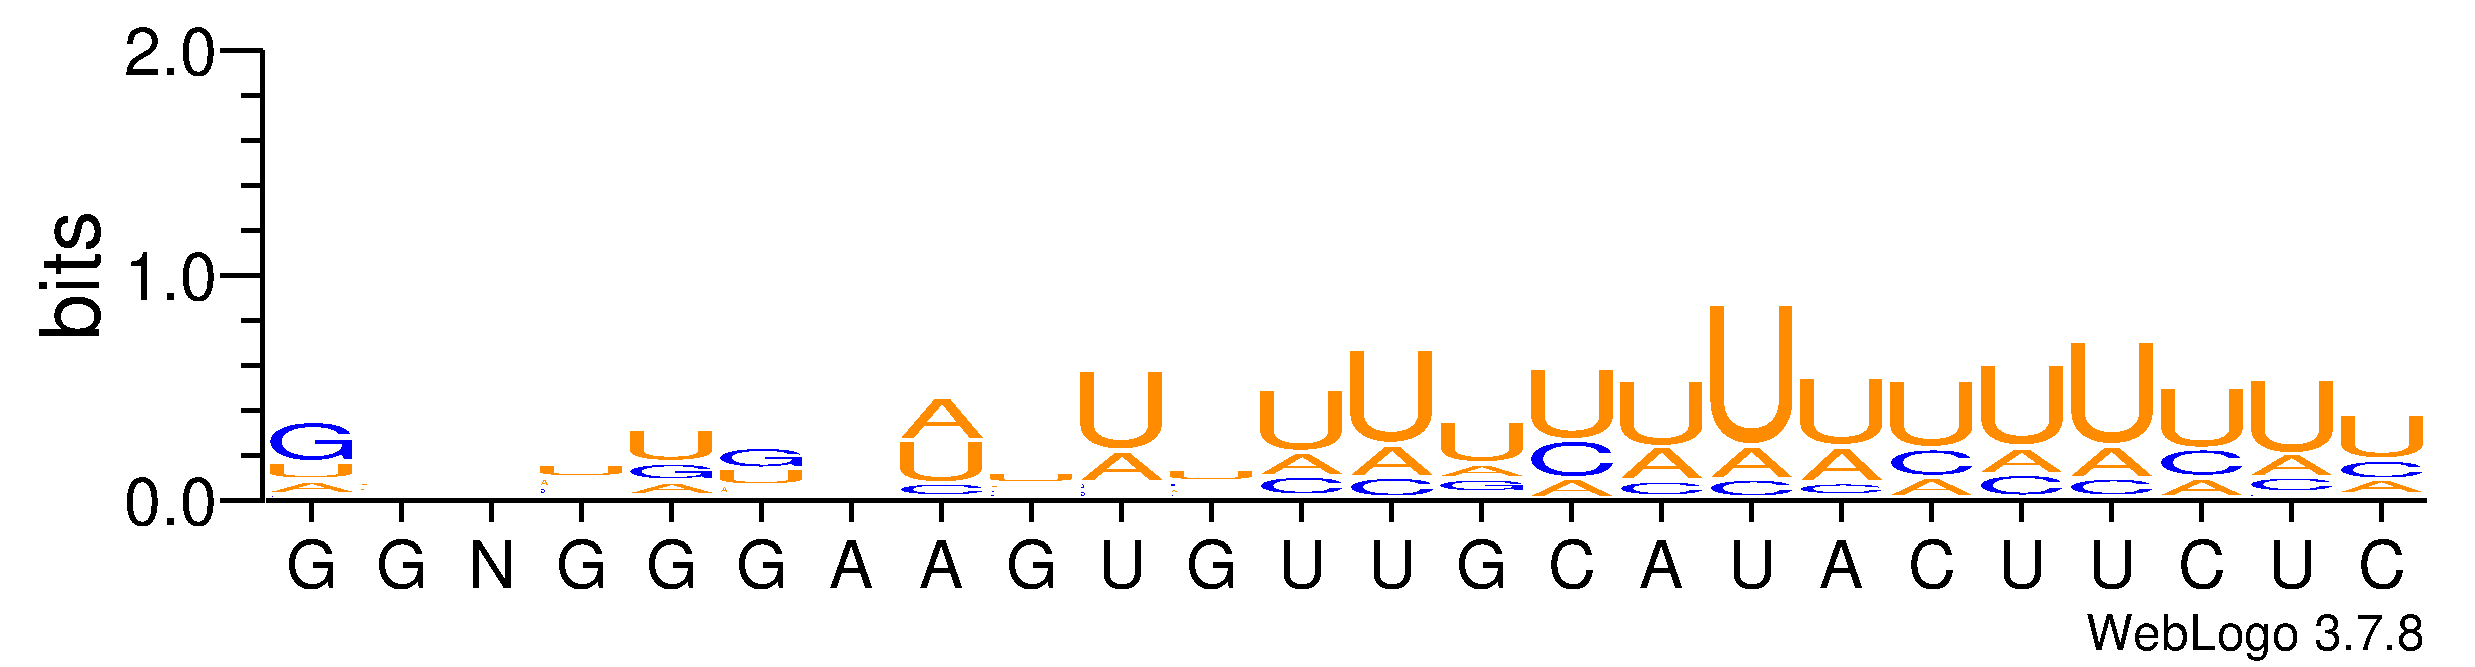 2.0
bits
1.0
0.0
G G N G G G A A G U G U U G C A U A C U U C U C
WebLogo 3.7.8